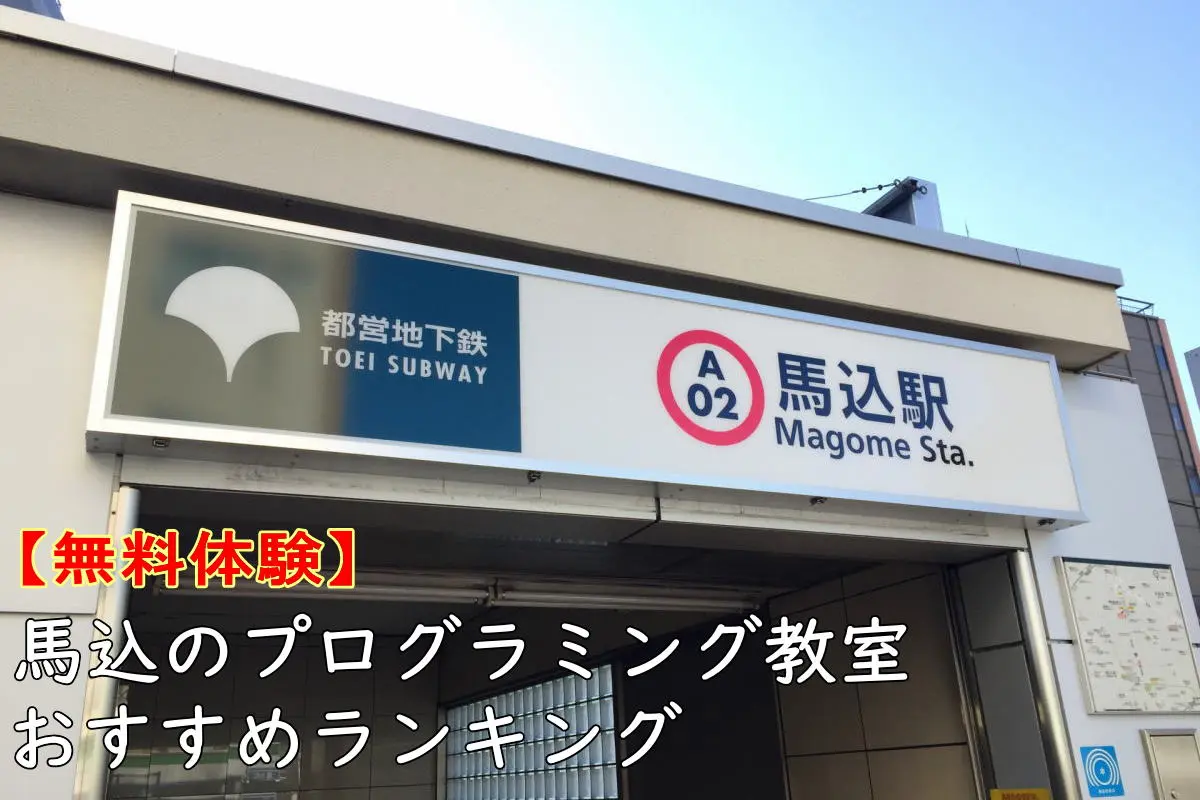 都営地下鉄
TOEI SUBWAY
A
02
馬込駅
Magome Sta.
【無料体験】
馬込のプログラミング教室
おすすめランキング